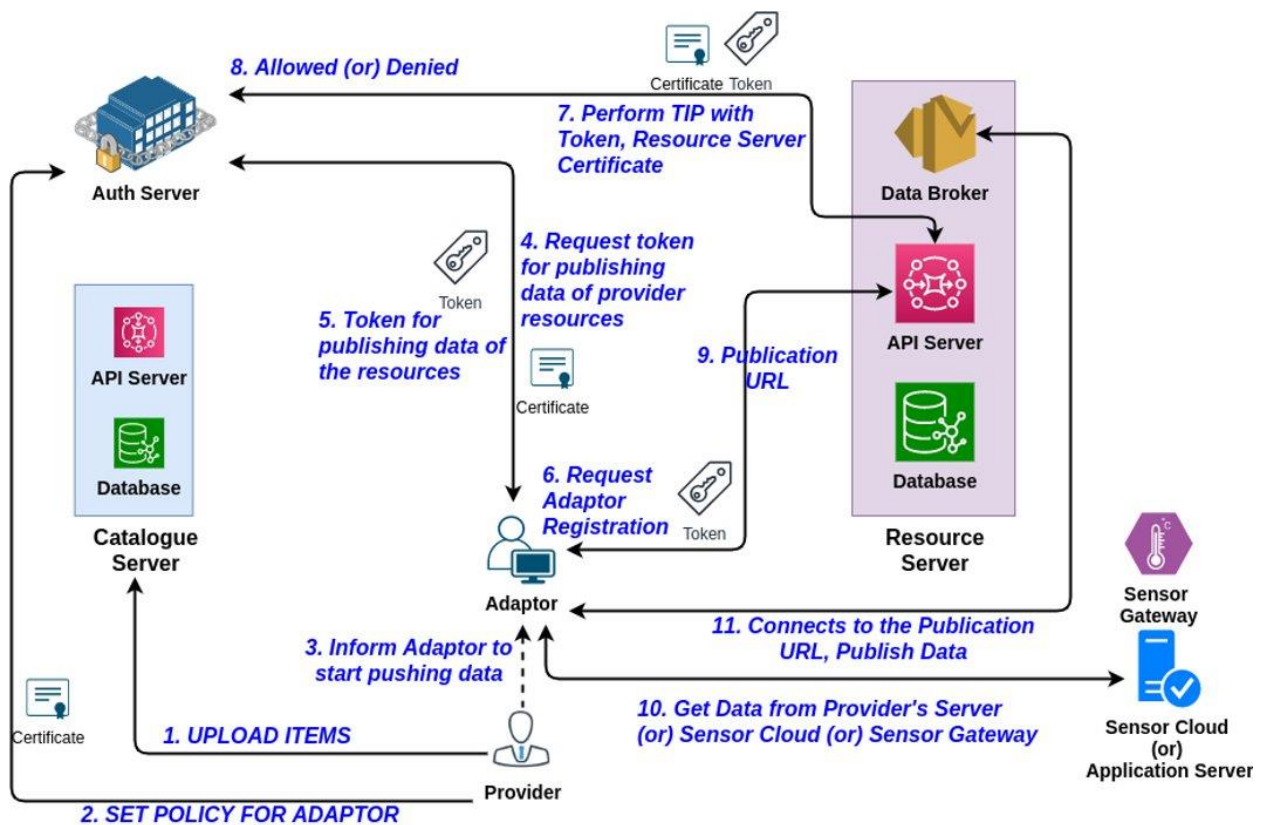 Certificate
Token
8. Allowed (or) Denied
7. Perform TIP with
Token, Resource Server
Certificate
Auth Server
Data Broker
4. Request token
for publishing
data of provider
resources
Token
5. Token for
publishing data of
the resources
API Server
API Server
9. Publication
URL
Certificate
Database
Database
6. Request
Adaptor
Registration
Token
Catalogue
Server
Resource
Server
°C
Sensor
Gateway
Adaptor
11. Connects to the Publication
URL, Publish Data
3. Inform Adaptor to
start pushing data
10. Get Data from Provider's Server
(or) Sensor Cloud (or) Sensor Gateway
Sensor Cloud
(or)
Application Server
Certificate
1. UPLOAD ITEMS
Provider
2. SET POLICY FOR ADAPTOR